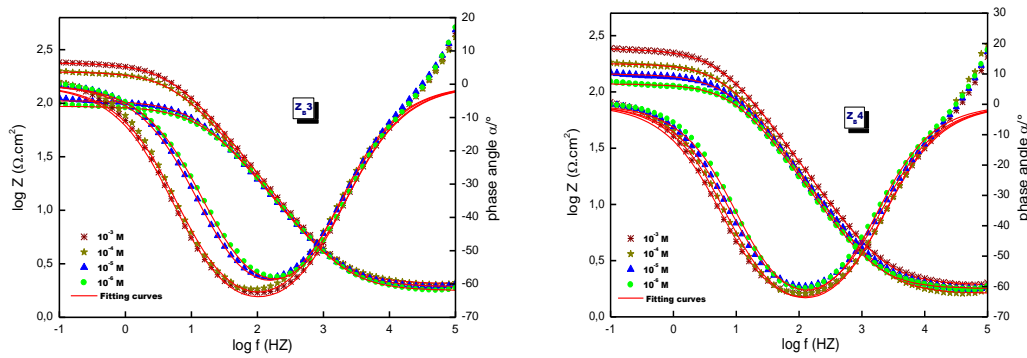 log Z (Ω.cm²)
2,5
2,0
1,5
1,0
0,5
0,0
10⁻³ M
10⁻⁴ M
10⁻⁵ M
10⁻⁶ M
Fitting curves
-1 0 1 2 3 4 5
log f (HZ)
20
10
0
-10
-20
-30
-40
-50
-60
-70
phase angle α/°
log Z (Ω.cm²)
2,5
2,0
1,5
1,0
0,5
0,0
10⁻³ M
10⁻⁴ M
10⁻⁵ M
10⁻⁶ M
Fitting curves
-1 0 1 2 3 4 5
log f (HZ)
30
20
10
0
-10
-20
-30
-40
-50
-60
-70
phase angle α/°